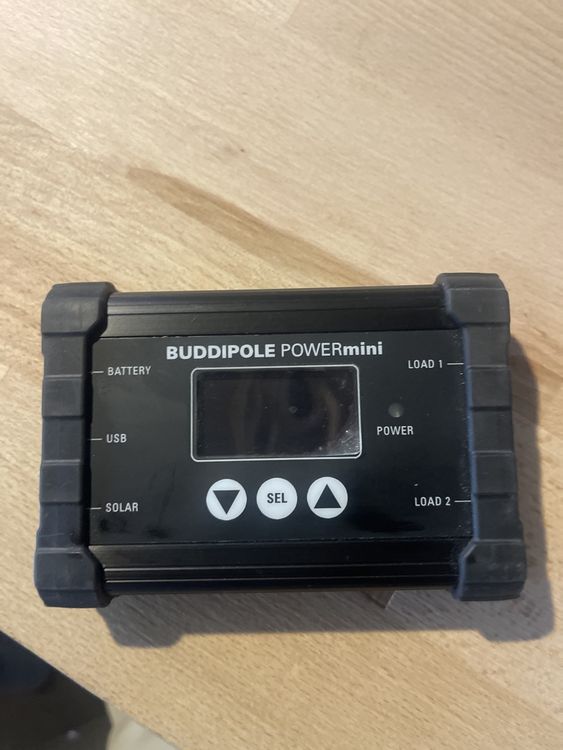 BUDDIPOLE POWERmini
BATTERY
LOAD 1
POWER
USB
SEL
SOLAR
LOAD 2